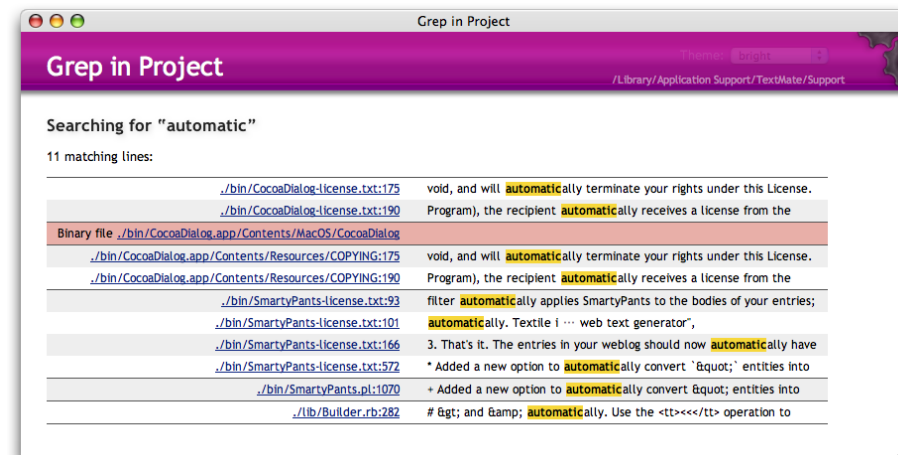 Grep in Project
Grep in Project
Theme: bright
/Library/Application Support/TextMate/Support
Searching for “automatic”
11 matching lines:
./bin/CocoaDialog-license.txt:175 void, and will automatically terminate your rights under this License.
./bin/CocoaDialog-license.txt:190 Program), the recipient automatically receives a license from the
Binary file ./bin/CocoaDialog.app/Contents/MacOS/CocoaDialog
./bin/CocoaDialog.app/Contents/Resources/COPYING:175 void, and will automatically terminate your rights under this License.
./bin/CocoaDialog.app/Contents/Resources/COPYING:190 Program), the recipient automatically receives a license from the
./bin/SmartyPants-license.txt:93 filter automatically applies SmartyPants to the bodies of your entries;
./bin/SmartyPants-license.txt:101 automatically. Textile i ⋯ web text generator",
./bin/SmartyPants-license.txt:166 3. That's it. The entries in your weblog should now automatically have
./bin/SmartyPants-license.txt:572 * Added a new option to automatically convert `&quot;` entities into
./bin/SmartyPants.pl:1070 + Added a new option to automatically convert &quot; entities into
./lib/Builder.rb:282 # &gt; and &amp; automatically. Use the <tt><<</tt> operation to